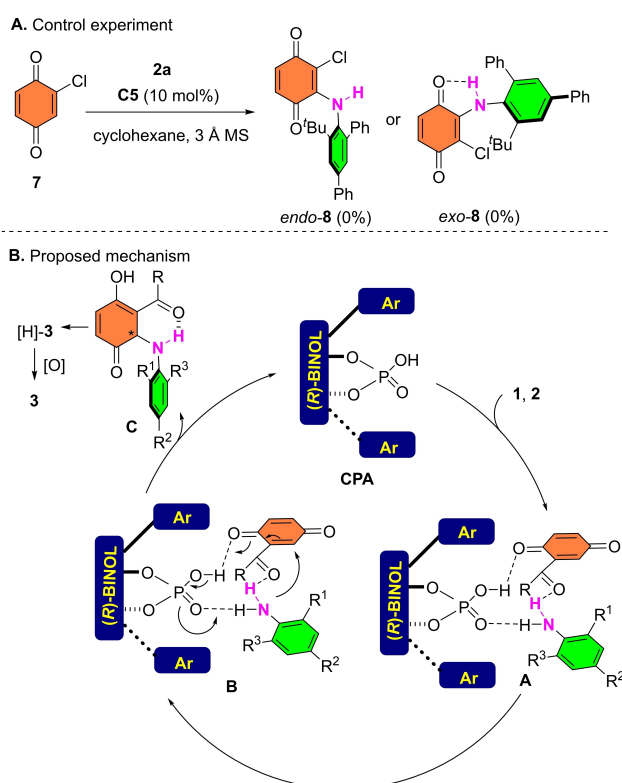 A. Control experiment
O
Cl
O
7
2a
C5 (10 mol%)
cyclohexane, 3 Å MS
O
Cl
H
N
O
tBu
Ph
Ph
endo-8 (0%)
or
Ph
H
O
N
Ph
Cl
tBu
O
exo-8 (0%)
B. Proposed mechanism
OH
R
O
H
*
N
O
R1
R3
R2
C
[H]-3
[O]
3
Ar
(R)-BINOL
O
OH
P
O
O
Ar
CPA
1, 2
Ar
(R)-BINOL
O
O
H
P
O
O
O
O
R
O
H
H
N
R1
R3
R2
Ar
B
Ar
(R)-BINOL
O
O
H
P
O
O
O
O
R
O
H
H
N
R1
R3
R2
Ar
A